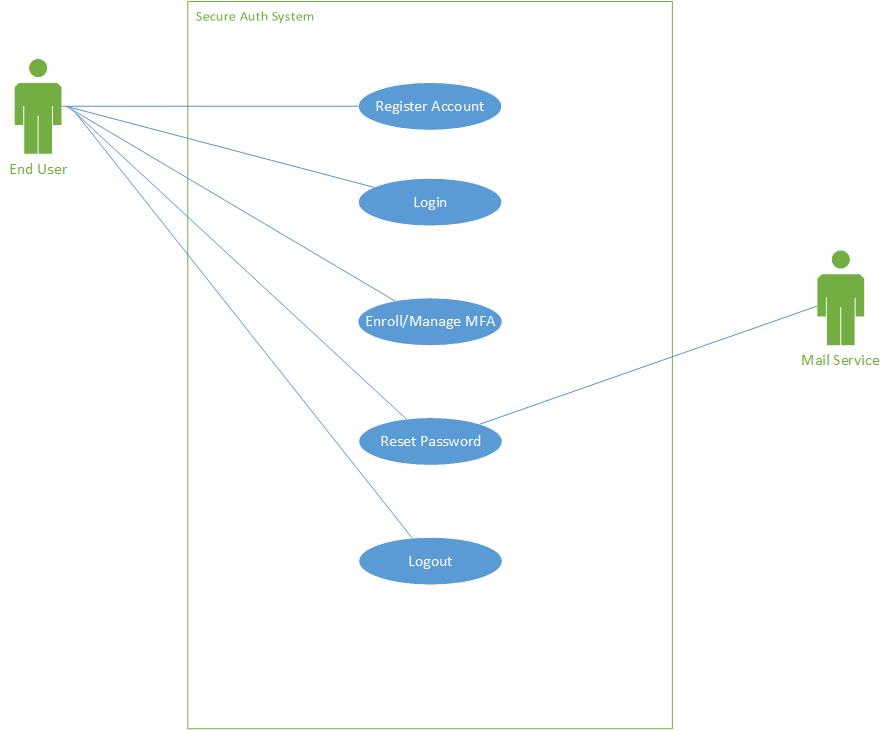 Secure Auth System
Register Account
End User
Login
Enroll/Manage MFA
Mail Service
Reset Password
Logout